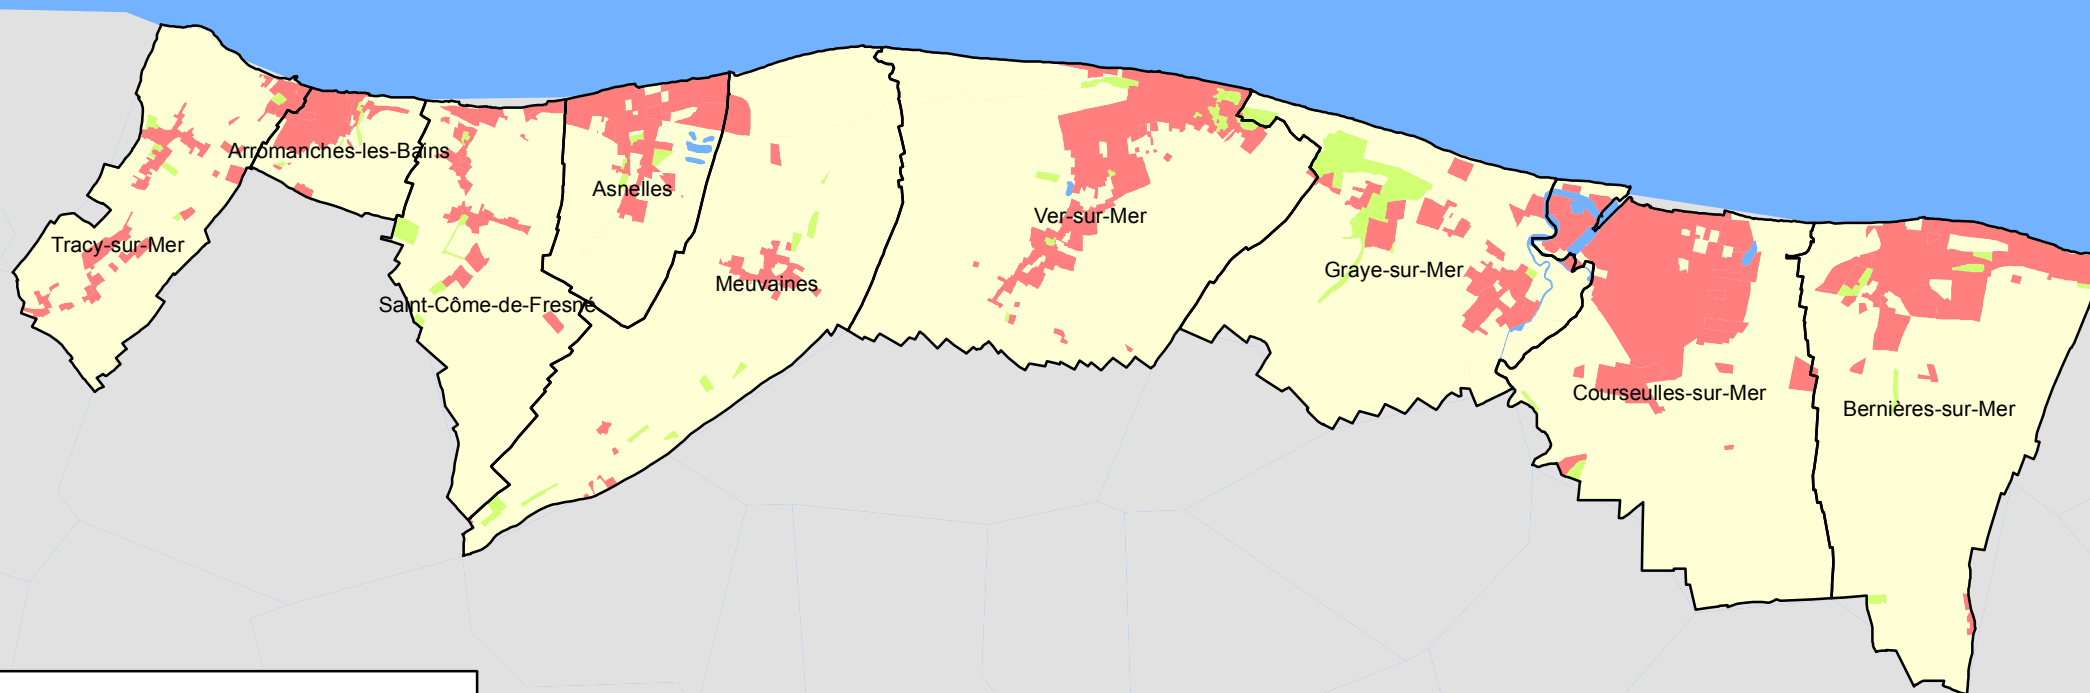 Arromanches-les-Bains
Asnelles
Ver-sur-Mer
Tracy-sur-Mer
Graye-sur-Mer
Meuvaines
Saint-Côme-de-Fresné
Courseulles-sur-Mer
Bernières-sur-Mer